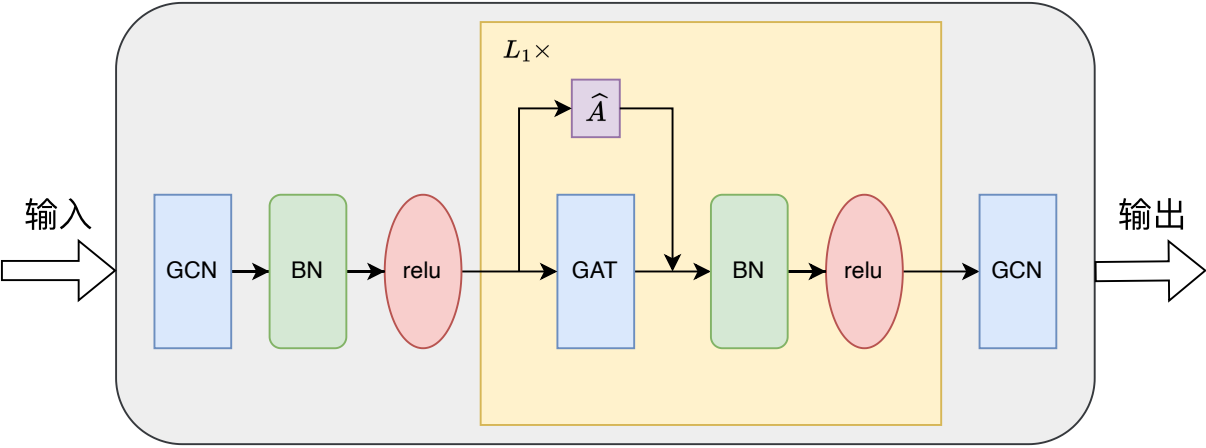 L₁×
Â
输入
GCN
BN
relu
GAT
BN
relu
GCN
输出